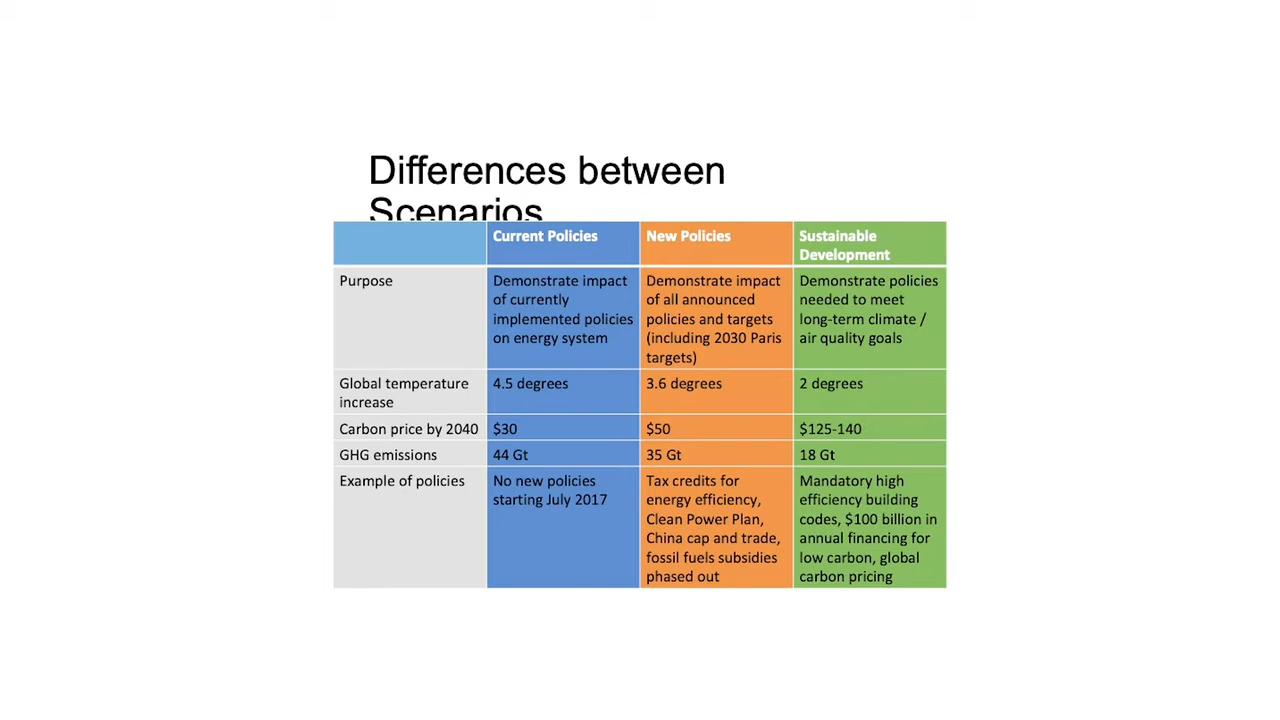 Differences between
Scenarios
Current Policies
New Policies
Sustainable
Development
Purpose
Demonstrate impact
of currently
implemented policies
on energy system
Demonstrate impact
of all announced
policies and targets
(including 2030 Paris
targets)
Demonstrate policies
needed to meet
long-term climate /
air quality goals
Global temperature
increase
4.5 degrees
3.6 degrees
2 degrees
Carbon price by 2040
$30
$50
$125-140
GHG emissions
44 Gt
35 Gt
18 Gt
Example of policies
No new policies
starting July 2017
Tax credits for
energy efficiency,
Clean Power Plan,
China cap and trade,
fossil fuels subsidies
phased out
Mandatory high
efficiency building
codes, $100 billion in
annual financing for
low carbon, global
carbon pricing